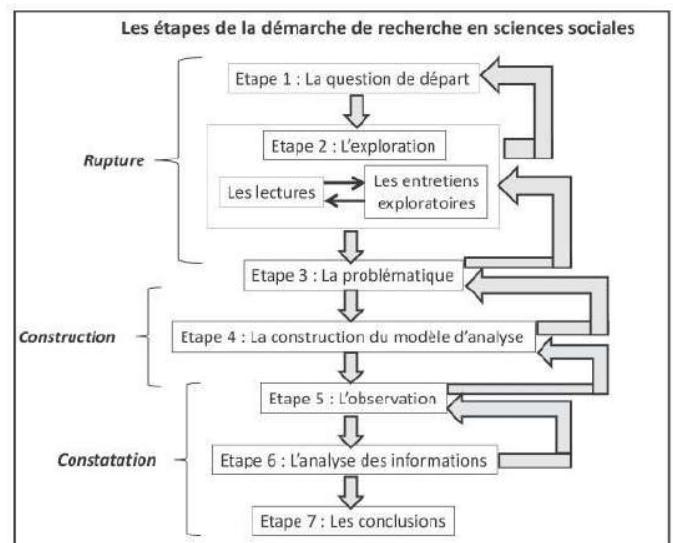 Les étapes de la démarche de recherche en sciences sociales
Etape 1 : La question de départ
Etape 2 : L'exploration
Rupture
Les lectures
Les entretiens
exploratoires
Etape 3 : La problématique
Construction
Etape 4 : La construction du modèle d'analyse
Etape 5 : L'observation
Constatation
Etape 6 : L'analyse des informations
Etape 7 : Les conclusions